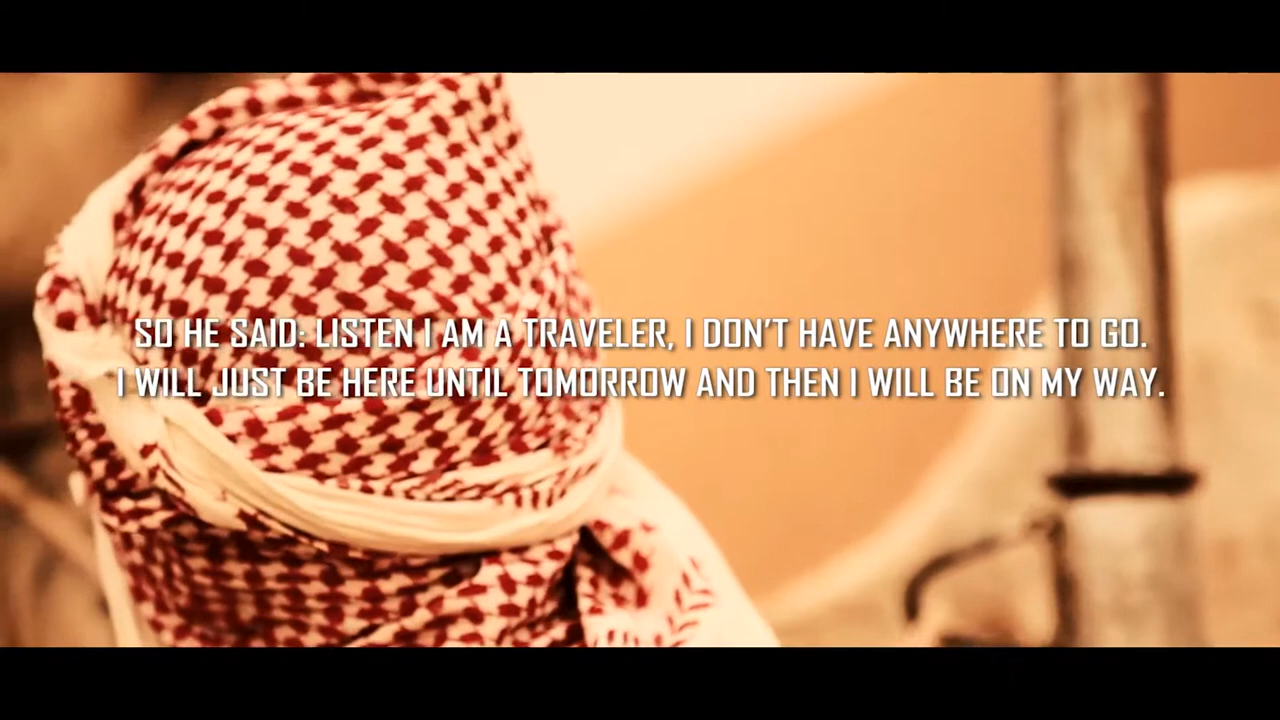 SO HE SAID: LISTEN I AM A TRAVELER, I DON'T HAVE ANYWHERE TO GO.
I WILL JUST BE HERE UNTIL TOMORROW AND THEN I WILL BE ON MY WAY.